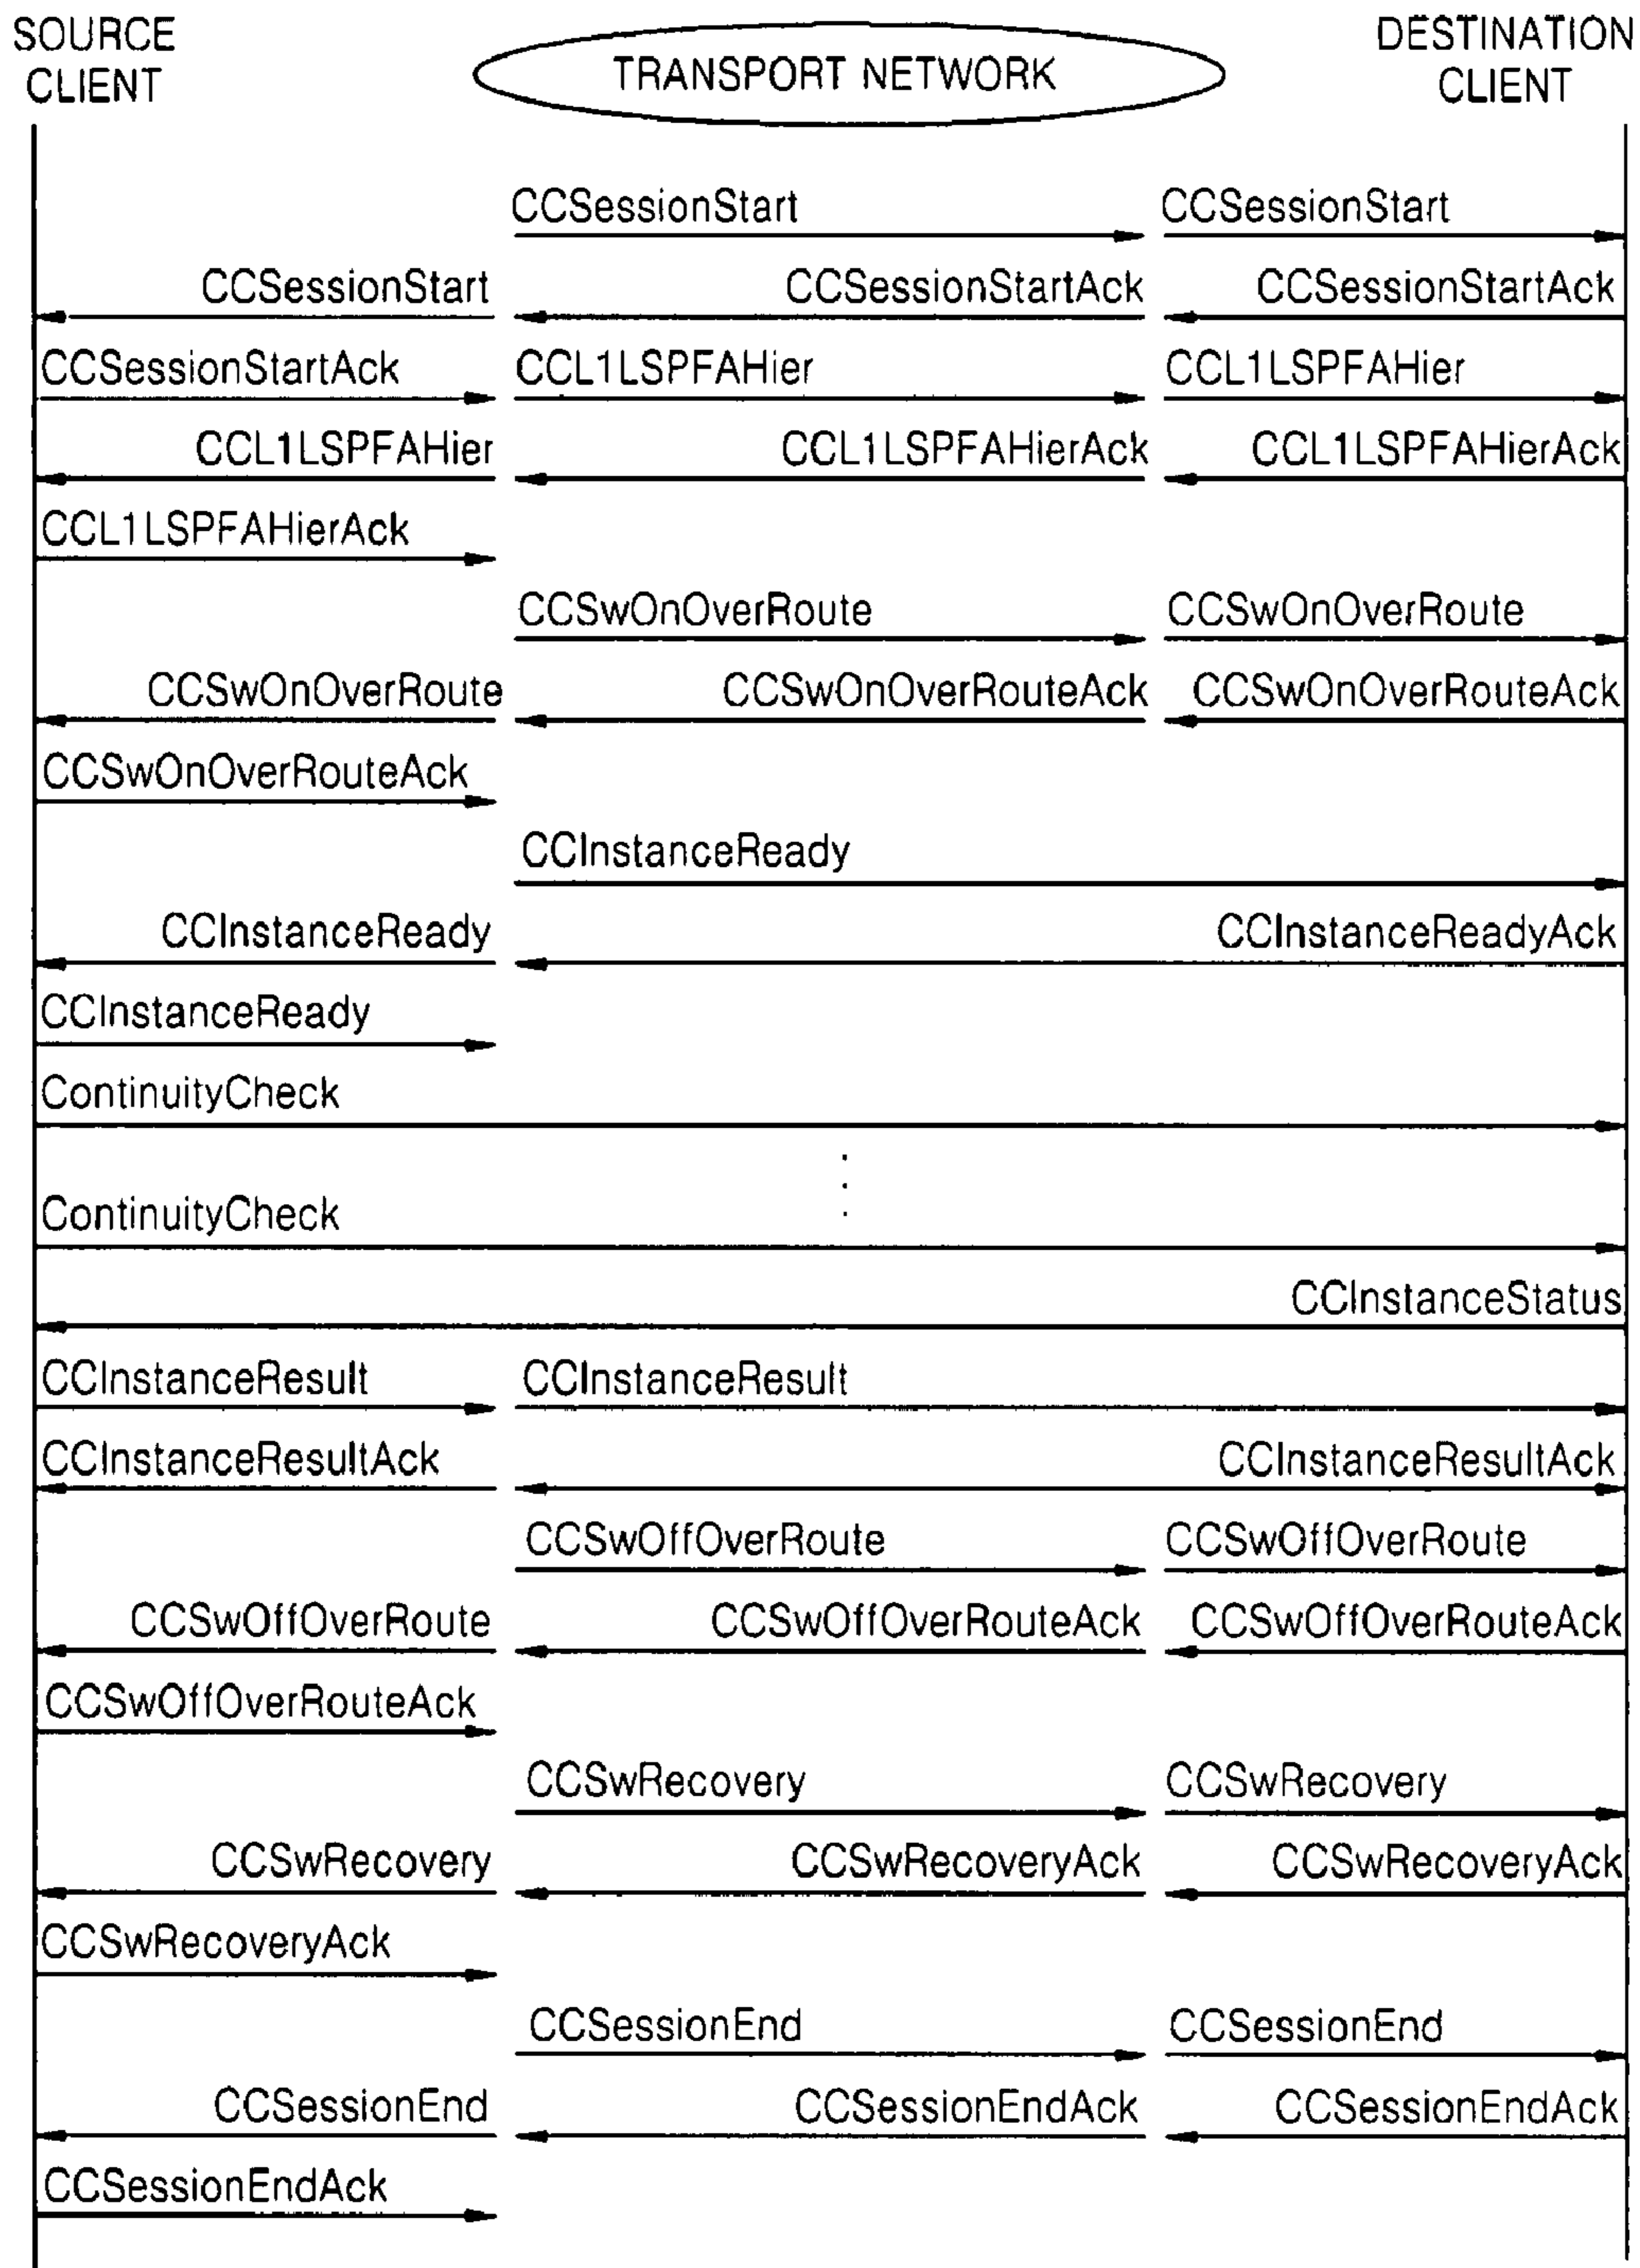 SOURCE
CLIENT
TRANSPORT NETWORK
DESTINATION
CLIENT
CCSessionStart CCSessionStart
CCSessionStart CCSessionStartAck CCSessionStartAck
CCSessionStartAck CCL1LSPFAHier CCL1LSPFAHier
CCL1LSPFAHier CCL1LSPFAHierAck CCL1LSPFAHierAck
CCL1LSPFAHierAck
CCSwOnOverRoute CCSwOnOverRoute
CCSwOnOverRoute CCSwOnOverRouteAck CCSwOnOverRouteAck
CCSwOnOverRouteAck
CCInstanceReady
CCInstanceReady CCInstanceReadyAck
CCInstanceReady
ContinuityCheck
ContinuityCheck
CCInstanceStatus
CCInstanceResult CCInstanceResult
CCInstanceResultAck CCInstanceResultAck
CCSwOffOverRoute CCSwOffOverRoute
CCSwOffOverRoute CCSwOffOverRouteAck CCSwOffOverRouteAck
CCSwOffOverRouteAck
CCSwRecovery CCSwRecovery
CCSwRecovery CCSwRecoveryAck CCSwRecoveryAck
CCSwRecoveryAck
CCSessionEnd CCSessionEnd
CCSessionEnd CCSessionEndAck CCSessionEndAck
CCSessionEndAck